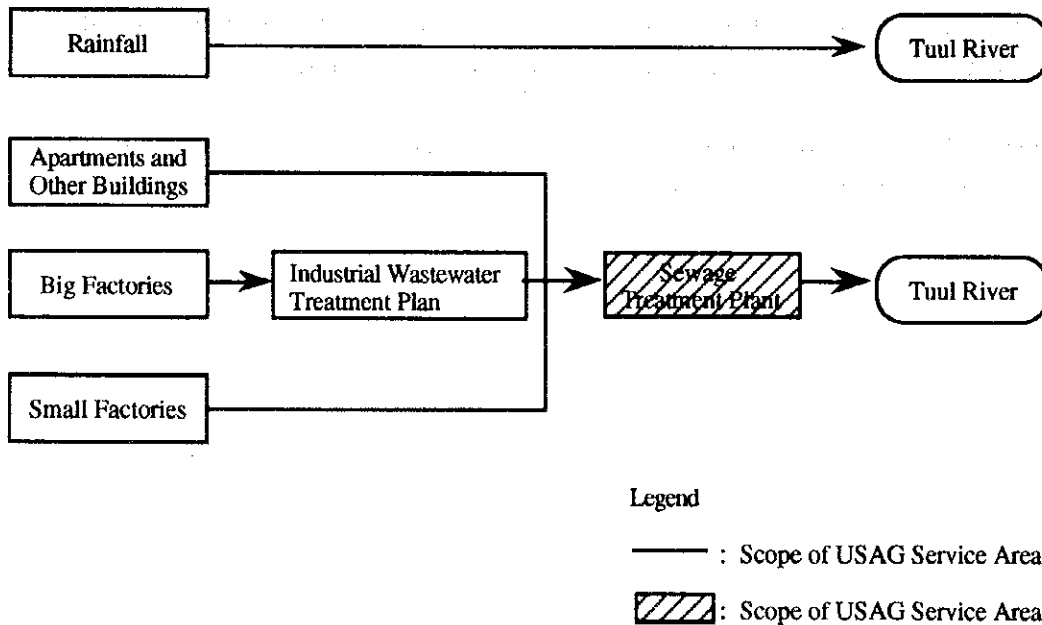 Rainfall
Tuul River
Apartments and
Other Buildings
Big Factories
Industrial Wastewater
Treatment Plan
Sewage
Treatment Plant
Tuul River
Small Factories
Legend
: Scope of USAG Service Area
: Scope of USAG Service Area